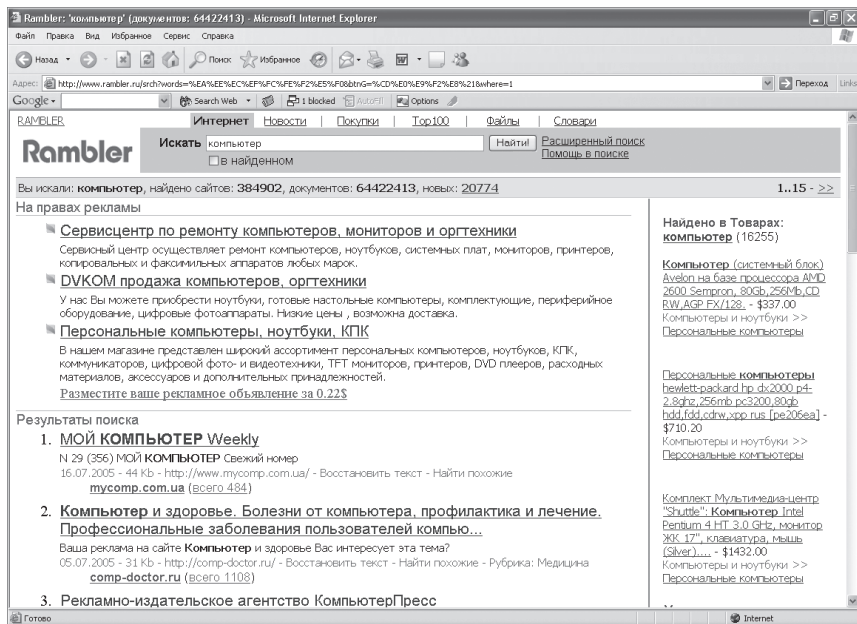 Rambler: 'компьютер' (документов: 64422413) - Microsoft Internet Explorer
Файл Правка Вид Избранное Сервис Справка
Назад Поиск Избранное
Адрес: http://www.rambler.ru/srch?words=%EA%EE%EC%EF%FC%FE%F2%E5%F0&btnG=%CD%E0%E9%F2%E8%21&where=1 Переход Links
Google Search Web 1 blocked AutoFill Options
RAMBLER Интернет Новости | Покупки | Top100 | Файлы | Словари
Rambler Искать компьютер Найти! Расширенный поиск
в найденном Помощь в поиске
Вы искали: компьютер, найдено сайтов: 384902, документов: 64422413, новых: 20774 1..15 - >>
На правах рекламы
Сервисцентр по ремонту компьютеров, мониторов и оргтехники
Сервисный центр осуществляет ремонт компьютеров, ноутбуков, системных плат, мониторов, принтеров,
копировальных и факсимильных аппаратов любых марок.
DVKOM продажа компьютеров, оргтехники
У нас Вы можете приобрести ноутбуки, готовые настольные компьютеры, комплектующие, периферийное
оборудование, цифровые фотоаппараты. Низкие цены , возможна доставка.
Персональные компьютеры, ноутбуки, КПК
В нашем магазине представлен широкий ассортимент персональных компьютеров, ноутбуков, КПК,
коммуникаторов, цифровой фото- и видеотехники, TFT мониторов, принтеров, DVD плееров, расходных
материалов, аксессуаров и дополнительных принадлежностей.
Разместите ваше рекламное объявление за 0.22$
Результаты поиска
1. МОЙ КОМПЬЮТЕР Weekly
N 29 (356) МОЙ КОМПЬЮТЕР Свежий номер
16.07.2005 - 44 Kb - http://www.mycomp.com.ua/ - Восстановить текст - Найти похожие
mycomp.com.ua (всего 484)
2. Компьютер и здоровье. Болезни от компьютера, профилактика и лечение.
Профессиональные заболевания пользователей компью...
Ваша реклама на сайте Компьютер и здоровье Вас интересует эта тема?
05.07.2005 - 31 Kb - http://comp-doctor.ru/ - Восстановить текст - Найти похожие - Рубрика: Медицина
comp-doctor.ru (всего 1108)
3. Рекламно-издательское агентство КомпьютерПресс
Найдено в Товарах:
компьютер (16255)
Компьютер (системный блок)
Avelon на базе процессора AMD
2600 Sempron, 80Gb,256Mb,CD
RW,AGP FX/128. - $337.00
Компьютеры и ноутбуки >>
Персональные компьютеры
Персональные компьютеры
hewlett-packard hp dx2000 p4-
2.8ghz,256mb pc3200,80gb
hdd,fdd,cdrw,xpp rus [pe206ea] -
$710.20
Компьютеры и ноутбуки >>
Персональные компьютеры
Комплект Мультимедиа-центр
"Shuttle": Компьютер Intel
Pentium 4 HT 3.0 GHz, монитор
ЖК 17", клавиатура, мышь
(Silver).... - $1432.00
Компьютеры и ноутбуки >>
Персональные компьютеры
Готово Internet